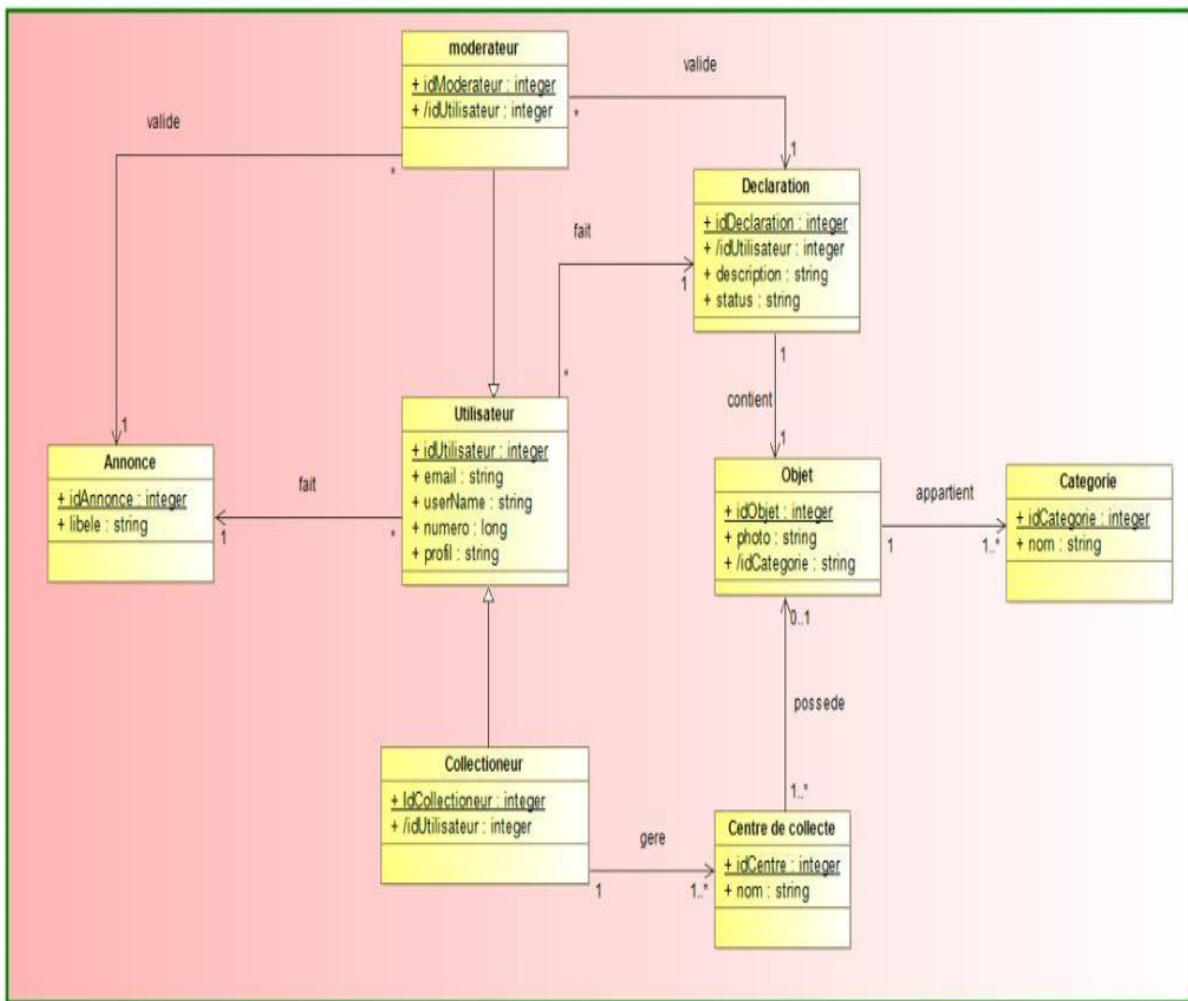 moderateur
+ idModerateur : integer
+ /idUtilisateur : integer
valide
*
1
valide
*
1
Declaration
+ idDeclaration : integer
+ /idUtilisateur : integer
+ description : string
+ status : string
fait
1
*
1
contient
1
Utilisateur
+ idUtilisateur : integer
+ email : string
+ userName : string
+ numero : long
+ profil : string
Annonce
+ idAnnonce : integer
+ libele : string
fait
1
*
Objet
+ idObjet : integer
+ photo : string
+ /idCategorie : string
appartient
1
1..*
Categorie
+ idCategorie : integer
+ nom : string
0..1
possede
1..*
Collectioneur
+ IdCollectioneur : integer
+ /idUtilisateur : integer
gere
1
1..*
Centre de collecte
+ idCentre : integer
+ nom : string